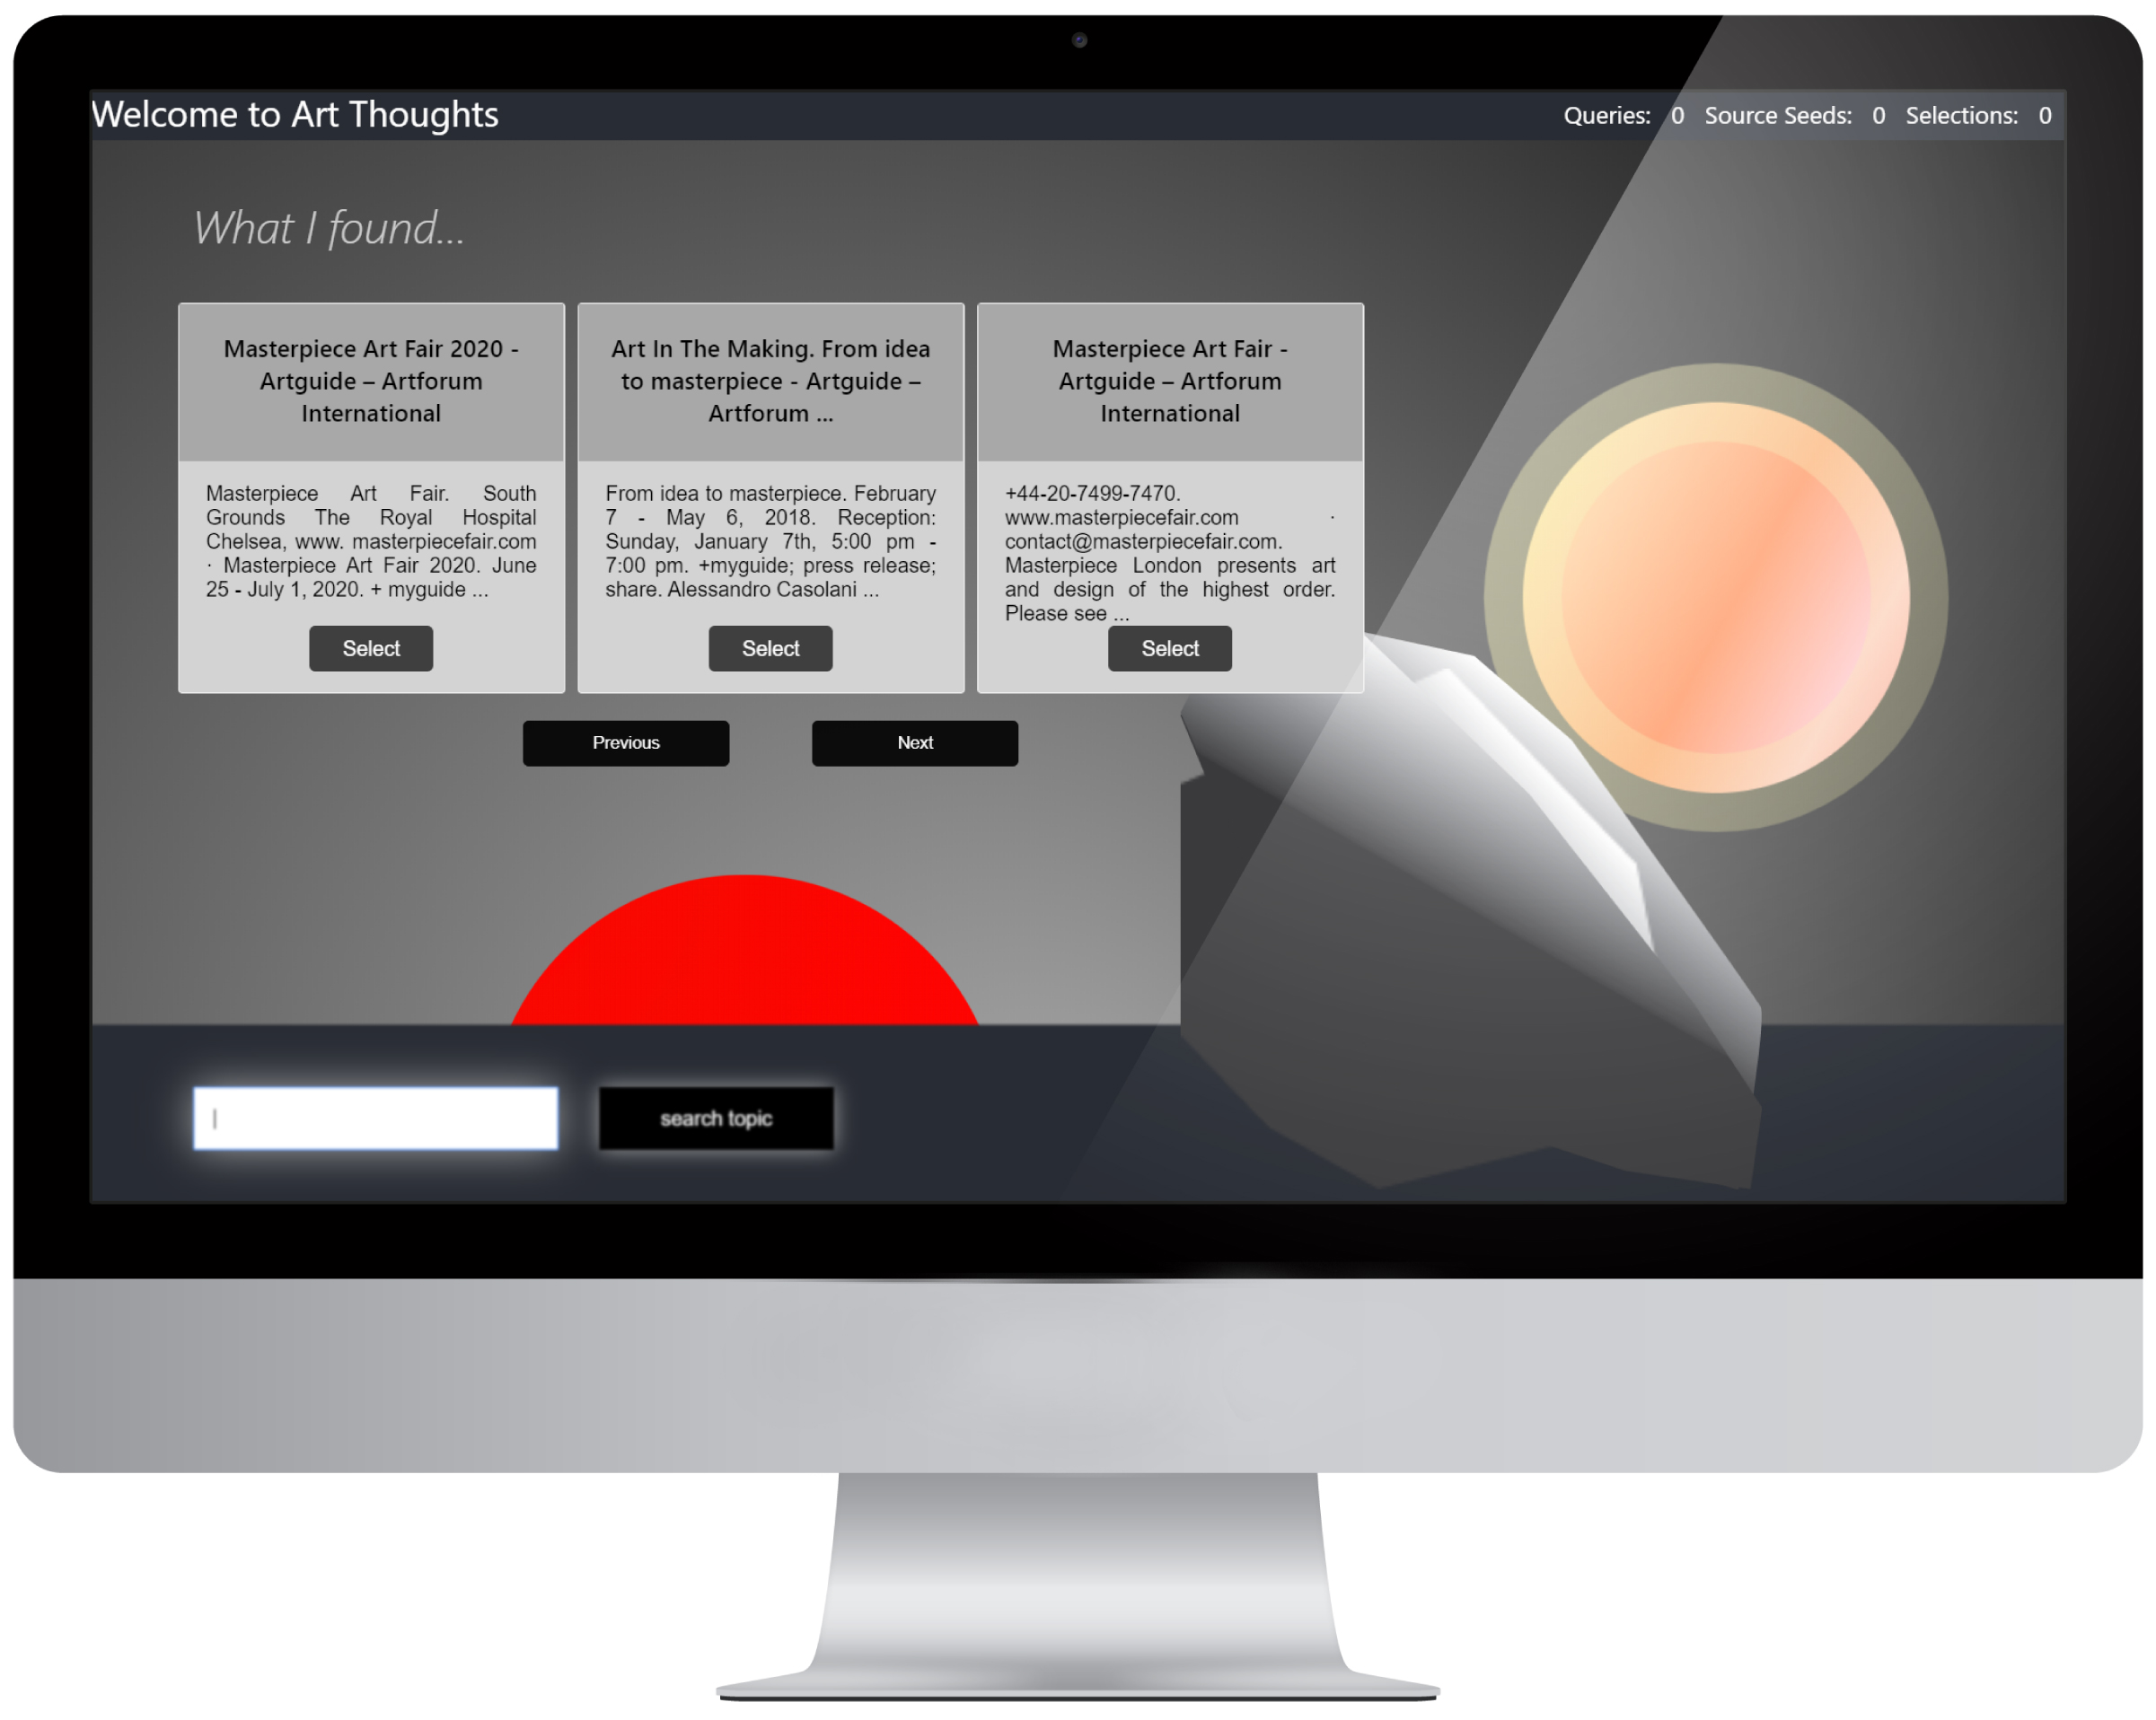 Welcome to Art Thoughts
Queries: 0 Source Seeds: 0 Selections: 0
What I found...
Masterpiece Art Fair 2020 -
Artguide – Artforum
International
Masterpiece Art Fair. South
Grounds The Royal Hospital
Chelsea, www. masterpiecefair.com
· Masterpiece Art Fair 2020. June
25 - July 1, 2020. + myguide ...
Select
Art In The Making. From idea
to masterpiece - Artguide –
Artforum ...
From idea to masterpiece. February
7 - May 6, 2018. Reception:
Sunday, January 7th, 5:00 pm -
7:00 pm. +myguide; press release;
share. Alessandro Casolani ...
Select
Masterpiece Art Fair -
Artguide – Artforum
International
+44-20-7499-7470.
www.masterpiecefair.com ·
contact@masterpiecefair.com.
Masterpiece London presents art
and design of the highest order.
Please see ...
Select
Previous
Next
search topic